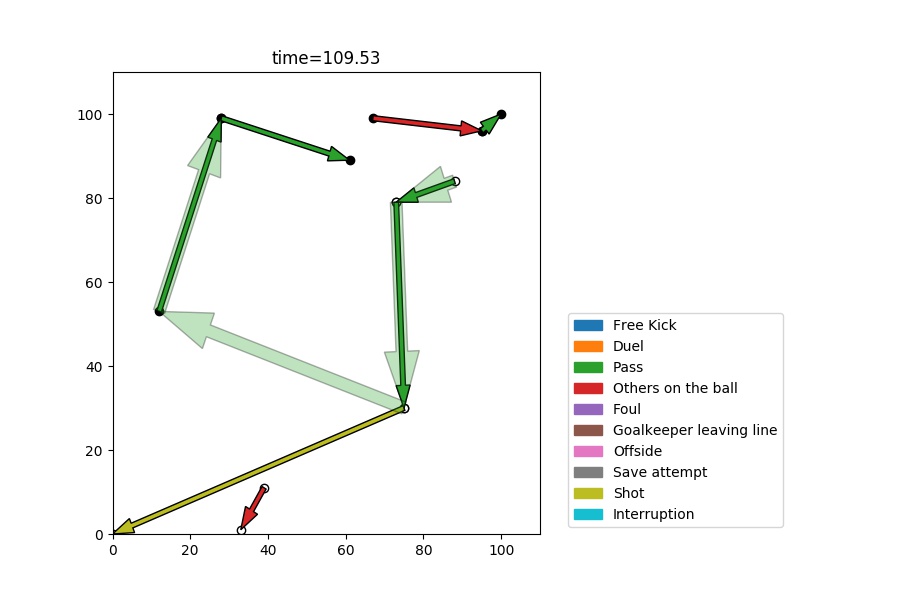 time=109.53
100
80
60
40
20
0
0 20 40 60 80 100
Free Kick
Duel
Pass
Others on the ball
Foul
Goalkeeper leaving line
Offside
Save attempt
Shot
Interruption